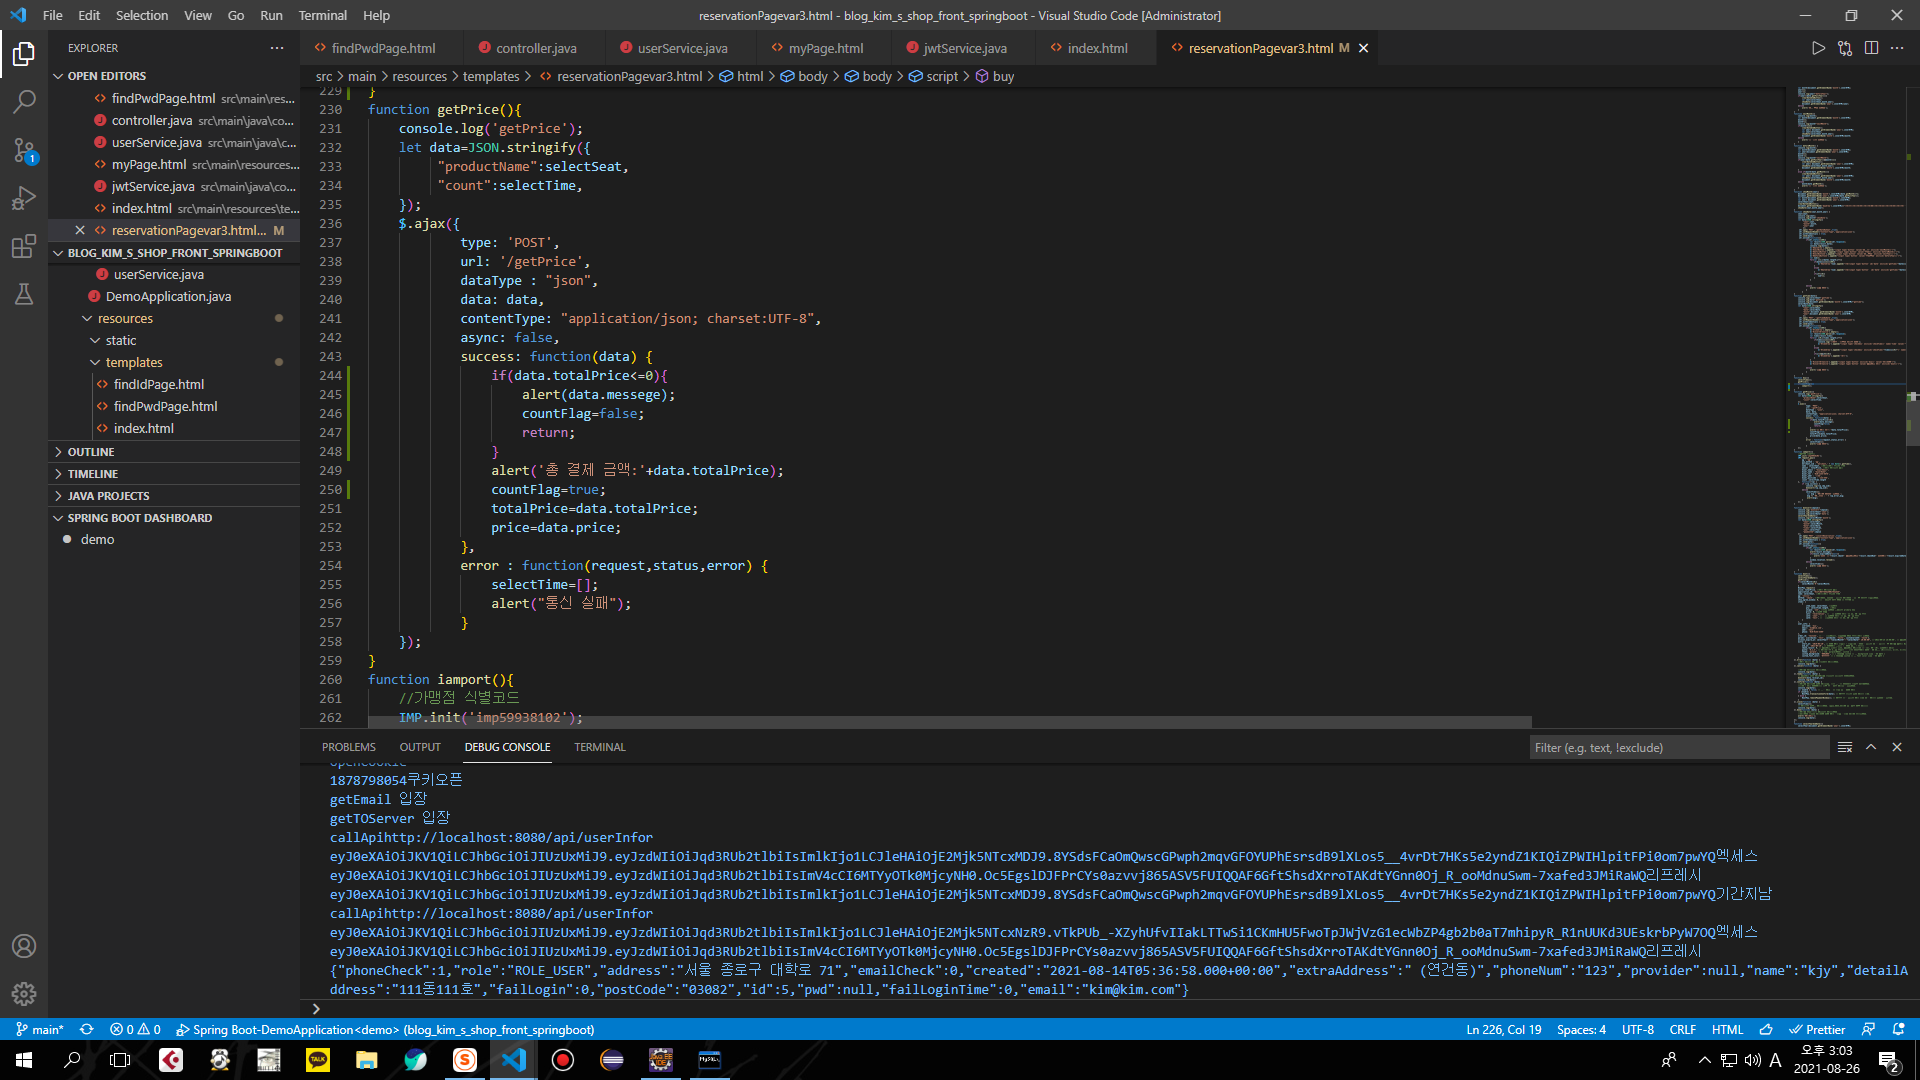 File Edit Selection View Go Run Terminal Help
reservationPagevar3.html - blog_kim_s_shop_front_springboot - Visual Studio Code [Administrator]
EXPLORER
findPwdPage.html controller.java userService.java myPage.html jwtService.java index.html reservationPagevar3.html M
src > main > resources > templates > reservationPagevar3.html > html > body > body > script > buy
OPEN EDITORS
findPwdPage.html src\main\res...
controller.java src\main\java\co...
userService.java src\main\java\c...
myPage.html src\main\resources...
jwtService.java src\main\java\co...
index.html src\main\resources\te...
reservationPagevar3.html... M
BLOG_KIM_S_SHOP_FRONT_SPRINGBOOT
userService.java
DemoApplication.java
resources
static
templates
findIdPage.html
findPwdPage.html
index.html
OUTLINE
TIMELINE
JAVA PROJECTS
SPRING BOOT DASHBOARD
demo
1
229 }
230 function getPrice(){
231 console.log('getPrice');
232 let data=JSON.stringify({
233 "productName":selectSeat,
234 "count":selectTime,
235 });
236 $.ajax({
237 type: 'POST',
238 url: '/getPrice',
239 dataType : "json",
240 data: data,
241 contentType: "application/json; charset:UTF-8",
242 async: false,
243 success: function(data) {
244 if(data.totalPrice<=0){
245 alert(data.messege);
246 countFlag=false;
247 return;
248 }
249 alert('총 결제 금액:'+data.totalPrice);
250 countFlag=true;
251 totalPrice=data.totalPrice;
252 price=data.price;
253 },
254 error : function(request,status,error) {
255 selectTime=[];
256 alert("통신 실패");
257 }
258 });
259 }
260 function iamport(){
261 //가맹점 식별코드
262 IMP.init('imp59938102');
PROBLEMS OUTPUT DEBUG CONSOLE TERMINAL
Filter (e.g. text, !exclude)
openCookie
1878798054쿠키오픈
getEmail 입장
getTOServer 입장
callApihttp://localhost:8080/api/userInfor
eyJ0eXAiOiJKV1QiLCJhbGciOiJIUzUxMiJ9.eyJzdWIiOiJqd3RUb2tlbiIsImlkIjo1LCJleHAiOjE2Mjk5NTcxMDJ9.8YSdsFCaOmQwscGPwph2mqvGFOYUPhEsrsdB9lXLos5__4vrDt7HKs5e2yndZ1KIQiZPWIHlpitFPi0om7pwYQ엑세스
eyJ0eXAiOiJKV1QiLCJhbGciOiJIUzUxMiJ9.eyJzdWIiOiJqd3RUb2tlbiIsImV4cCI6MTYyOTk0MjcyNH0.Oc5EgslDJFPrCYs0azvvj865ASV5FUIQQAF6GftShsdXrroTAKdtYGnn0Oj_R_ooMdnuSwm-7xafed3JMiRaWQ리프레시
eyJ0eXAiOiJKV1QiLCJhbGciOiJIUzUxMiJ9.eyJzdWIiOiJqd3RUb2tlbiIsImlkIjo1LCJleHAiOjE2Mjk5NTcxMDJ9.8YSdsFCaOmQwscGPwph2mqvGFOYUPhEsrsdB9lXLos5__4vrDt7HKs5e2yndZ1KIQiZPWIHlpitFPi0om7pwYQ기간지남
callApihttp://localhost:8080/api/userInfor
eyJ0eXAiOiJKV1QiLCJhbGciOiJIUzUxMiJ9.eyJzdWIiOiJqd3RUb2tlbiIsImlkIjo1LCJleHAiOjE2Mjk5NTcxNzR9.vTkPUb_-XZyhUfvIIakLTTwSi1CKmHU5FwoTpJWjVzG1ecWbZP4gb2b0aT7mhipyR_R1nUUKd3UEskrbPyW7OQ엑세스
eyJ0eXAiOiJKV1QiLCJhbGciOiJIUzUxMiJ9.eyJzdWIiOiJqd3RUb2tlbiIsImV4cCI6MTYyOTk0MjcyNH0.Oc5EgslDJFPrCYs0azvvj865ASV5FUIQQAF6GftShsdXrroTAKdtYGnn0Oj_R_ooMdnuSwm-7xafed3JMiRaWQ리프레시
{"phoneCheck":1,"role":"ROLE_USER","address":"서울 종로구 대학로 71","emailCheck":0,"created":"2021-08-14T05:36:58.000+00:00","extraAddress":" (연건동)","phoneNum":"123","provider":null,"name":"kjy","detailA
ddress":"111동111호","failLogin":0,"postCode":"03082","id":5,"pwd":null,"failLoginTime":0,"email":"kim@kim.com"}
main* 0 0 Spring Boot-DemoApplication<demo> (blog_kim_s_shop_front_springboot) Ln 226, Col 19 Spaces: 4 UTF-8 CRLF HTML Prettier
TALK
A
오후 3:03
2021-08-26
2